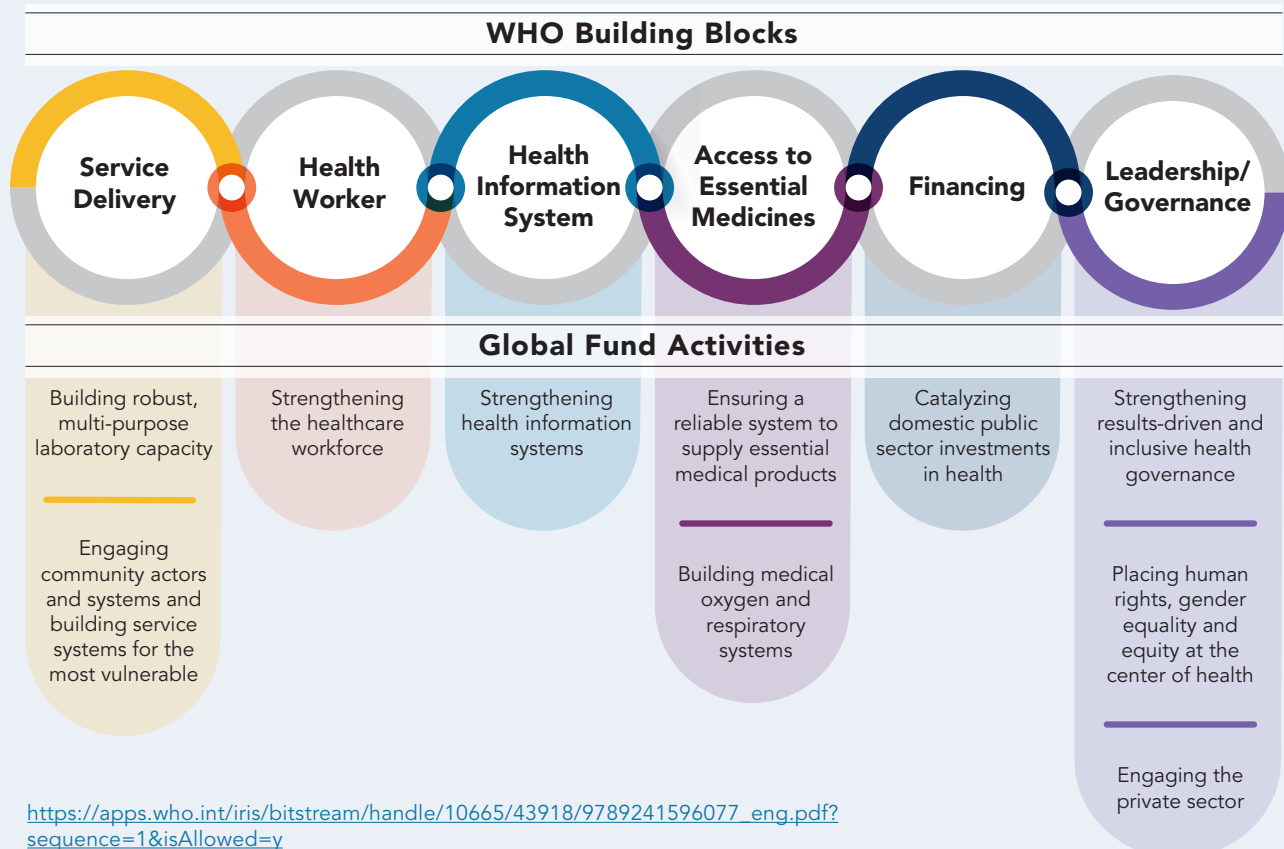 WHO Building Blocks
Service
Delivery
Health
Worker
Health
Information
System
Access to
Essential
Medicines
Financing
Leadership/
Governance
Global Fund Activities
Building robust,
multi-purpose
laboratory capacity
Engaging
community actors
and systems and
building service
systems for the
most vulnerable
Strengthening
the healthcare
workforce
Strengthening
health information
systems
Ensuring a
reliable system to
supply essential
medical products
Building medical
oxygen and
respiratory
systems
Catalyzing
domestic public
sector investments
in health
Strengthening
results-driven and
inclusive health
governance
Placing human
rights, gender
equality and
equity at the
center of health
Engaging the
private sector
https://apps.who.int/iris/bitstream/handle/10665/43918/9789241596077_eng.pdf?
sequence=1&isAllowed=y